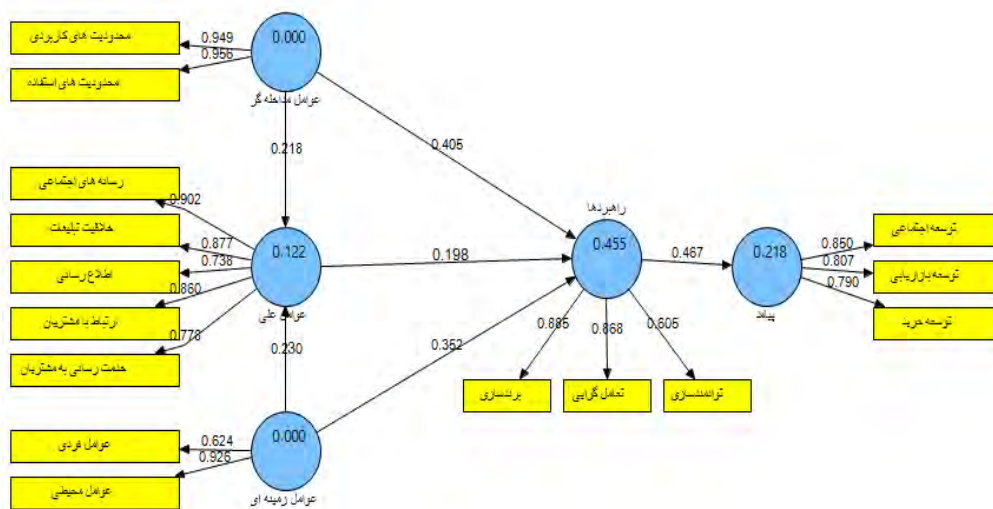 محدودیت های کاربردی
0.949
0.956
محدودیت های استفاده
0.000
عوامل مداخله گر
0.218
0.405
رسانه های اجتماعی
0.902
خلاقیت تبلیغات
0.877
اطلاع رسانی
0.738
ارتباط با مشتریان
0.860
خدمت رسانی به مشتریان
0.778
0.122
عوامل علی
0.198
راهبردها
0.455
0.467
0.218
پیامد
0.850
توسعه اجتماعی
0.807
توسعه بازاریابی
0.790
توسعه خرید
0.230
0.352
0.885
0.868
0.605
برندسازی
تعامل گرایی
توانمندسازی
عوامل فردی
0.624
0.926
عوامل محیطی
0.000
عوامل زمینه ای